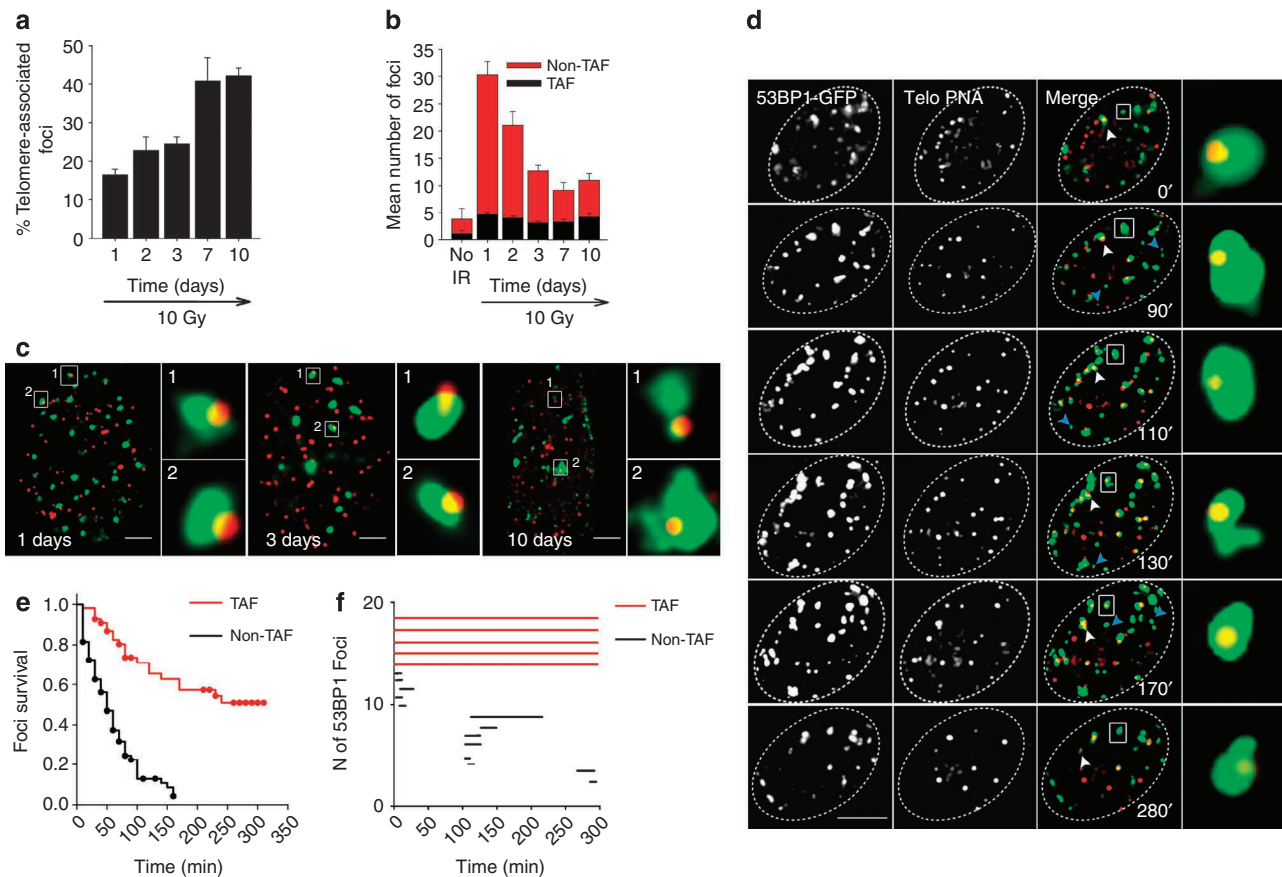 a
% Telomere-associated
foci
50
40
30
20
10
0
1 2 3 7 10
Time (days)
10 Gy
b
Mean number of foci
35
30
25
20
15
10
5
0
Non-TAF
TAF
No
IR
1 2 3 7 10
Time (days)
10 Gy
c
1
2
1 days
1
2
1
2
3 days
1
2
1
2
10 days
1
2
d
53BP1-GFP Telo PNA Merge
0′
90′
110′
130′
170′
280′
e
Foci survival
1.0
0.8
0.6
0.4
0.2
0.0
TAF
Non-TAF
0 50 100 150 200 250 300 350
Time (min)
f
N of 53BP1 Foci
20
10
0
TAF
Non-TAF
0 50 100 150 200 300
Time (min)